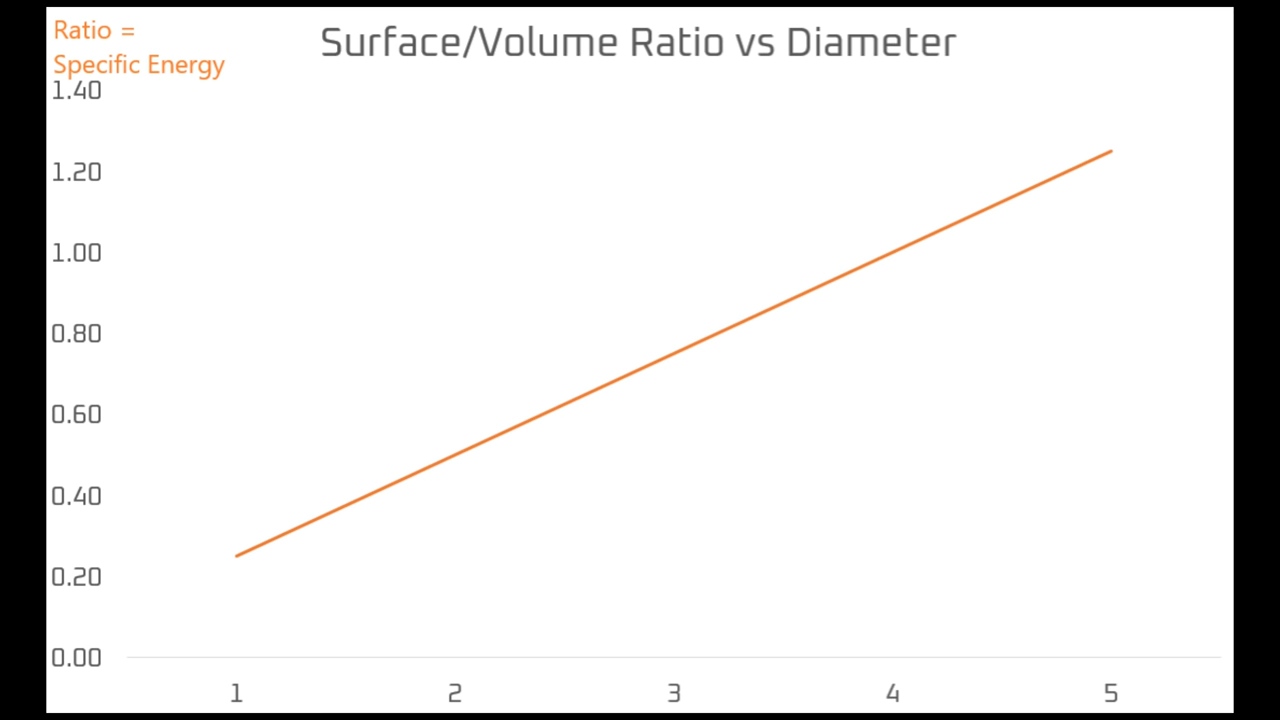 Ratio =
Specific Energy
Surface/Volume Ratio vs Diameter
1.40
1.20
1.00
0.80
0.60
0.40
0.20
0.00
1 2 3 4 5